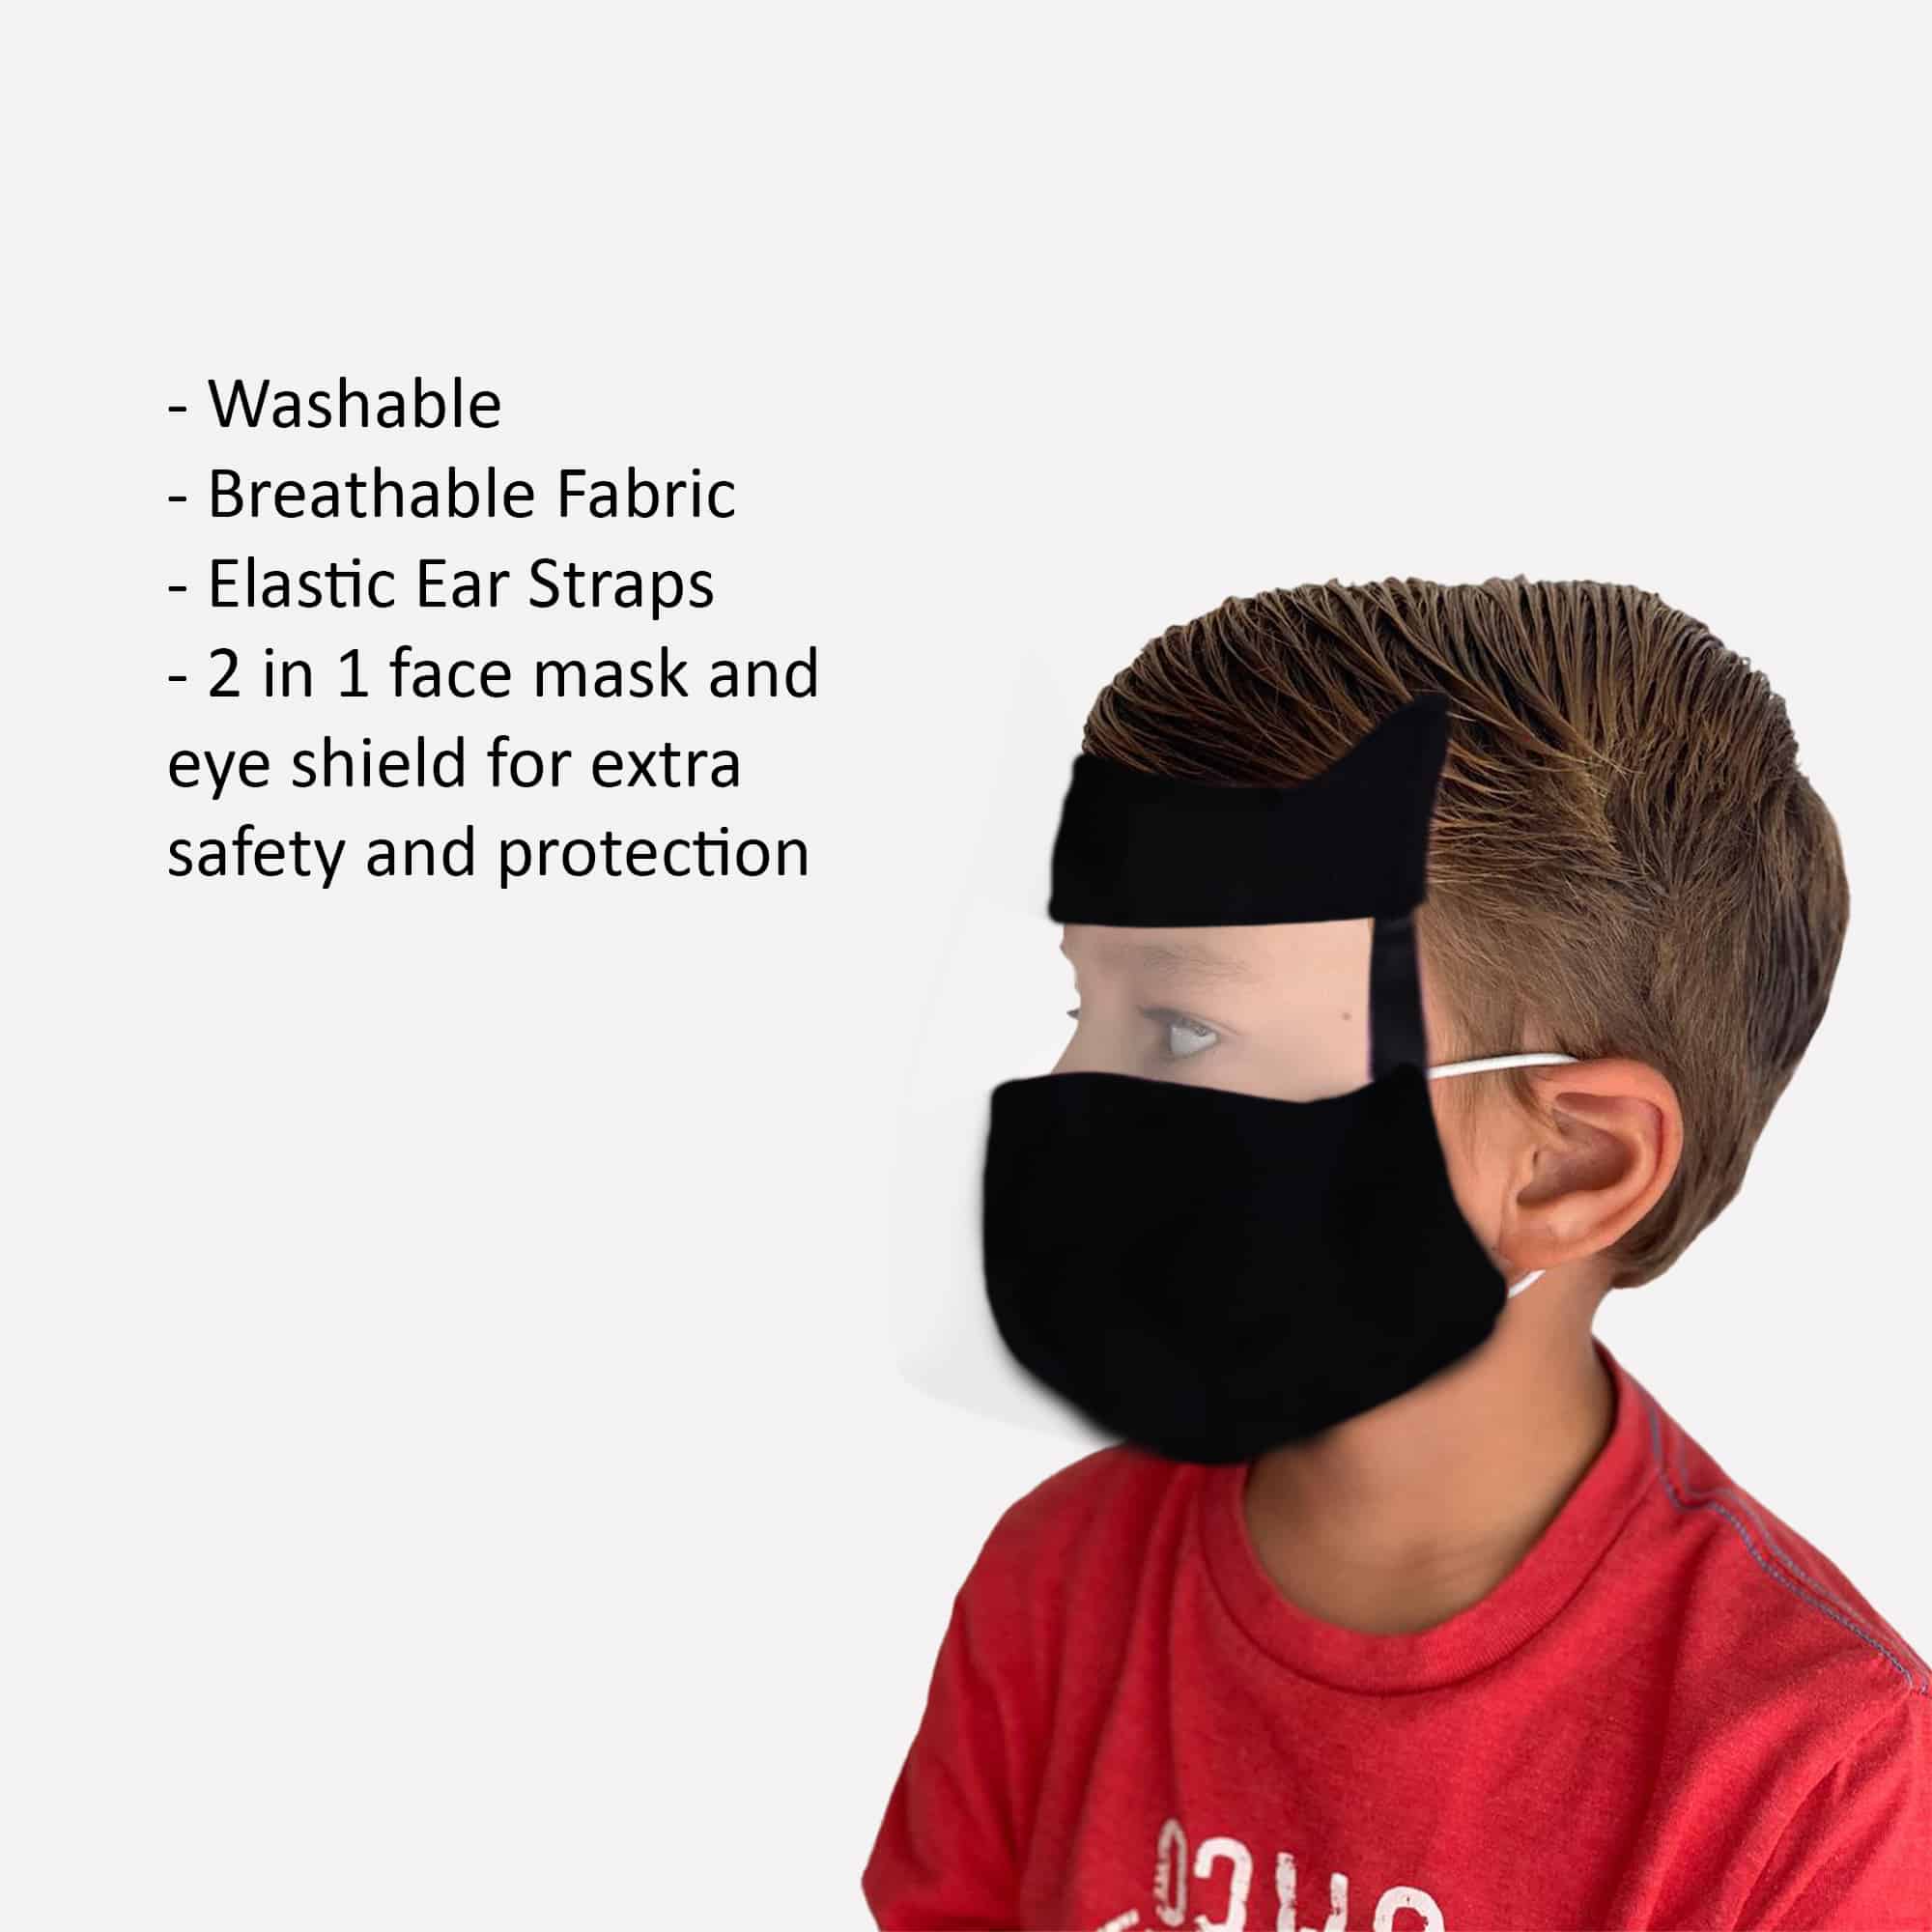 - Washable
- Breathable Fabric
- Elastic Ear Straps
- 2 in 1 face mask and
eye shield for extra
safety and protection